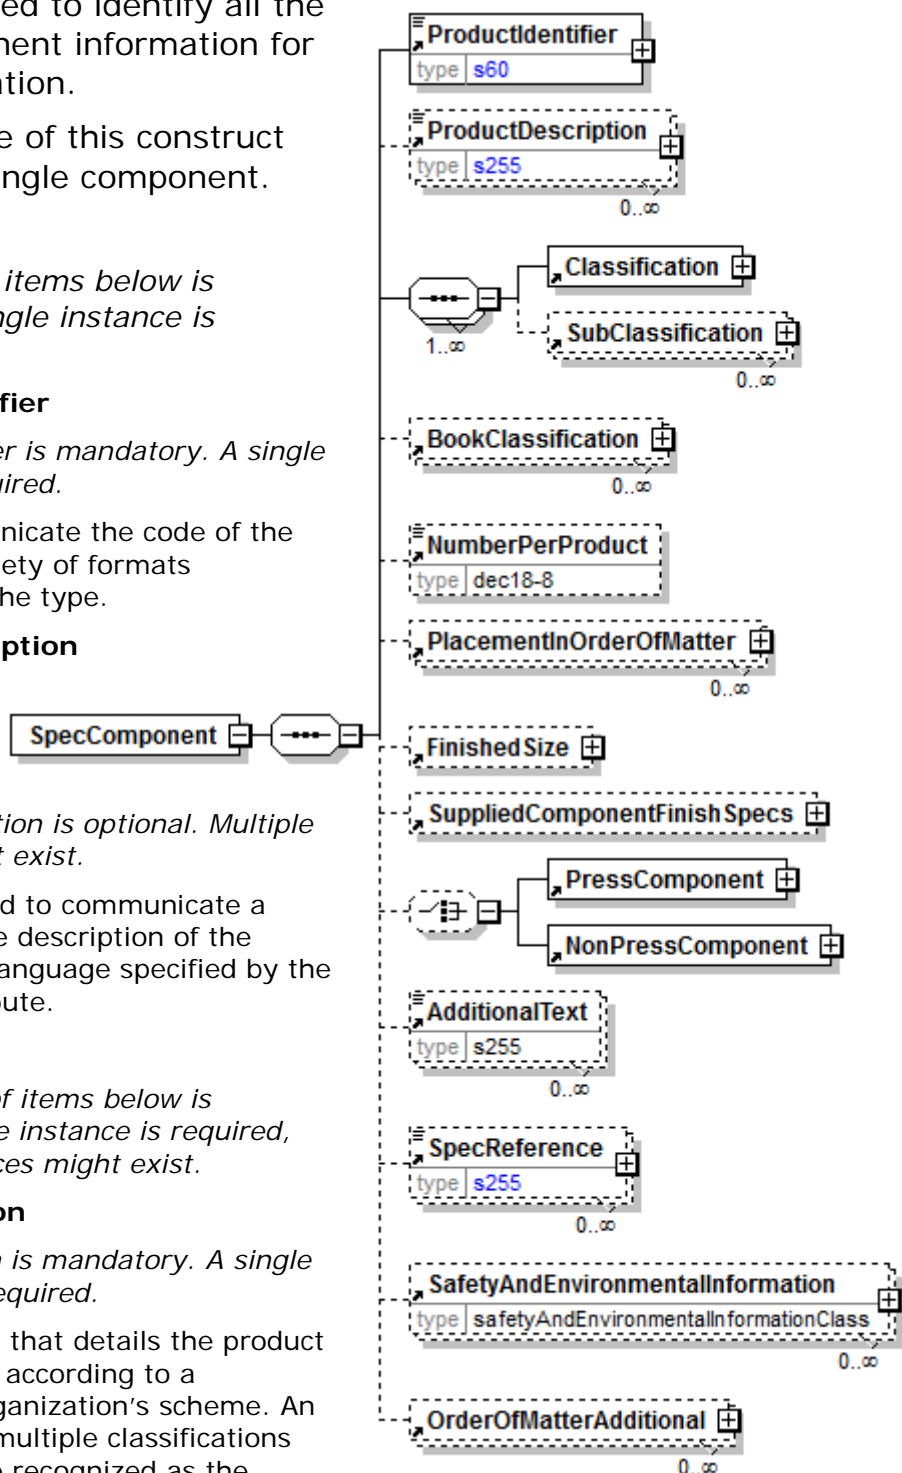 ed to identify all the
nent information for
ation.
e of this construct
ngle component.
items below is
ngle instance is
fier
er is mandatory. A single
uired.
nicate the code of the
iety of formats
he type.
ption
tion is optional. Multiple
t exist.
d to communicate a
e description of the
language specified by the
bute.
of items below is
e instance is required,
ces might exist.
on
n is mandatory. A single
equired.
that details the product
according to a
ganization's scheme. An
multiple classifications
e recognized as the
SpecComponent
ProductIdentifier
type s60
ProductDescription
type s255
0..∞
1..∞
Classification
SubClassification
0..∞
BookClassification
0..∞
NumberPerProduct
type dec18-8
PlacementInOrderOfMatter
0..∞
FinishedSize
SuppliedComponentFinishSpecs
PressComponent
NonPressComponent
AdditionalText
type s255
0..∞
SpecReference
type s255
0..∞
SafetyAndEnvironmentalInformation
type safetyAndEnvironmentalInformationClass
0..∞
OrderOfMatterAdditional
0..∞